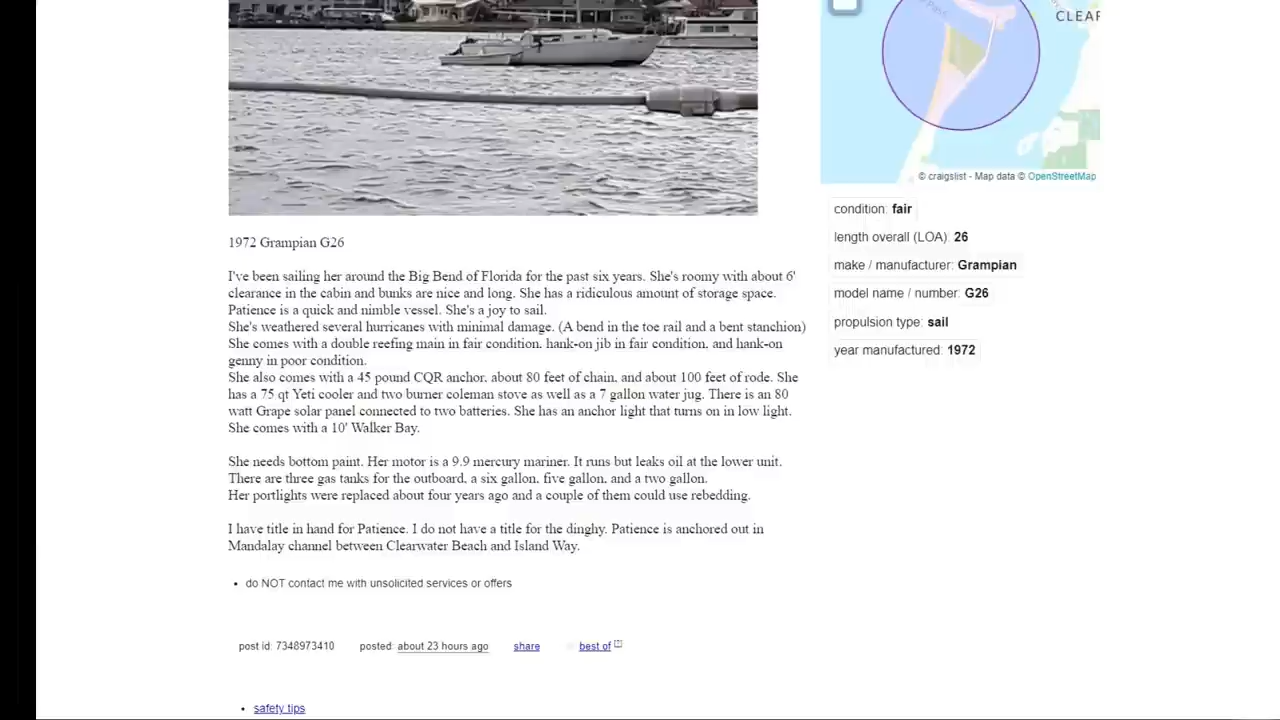 CLEAR
© craigslist - Map data © OpenStreetMap
condition: fair
length overall (LOA): 26
make / manufacturer: Grampian
model name / number: G26
propulsion type: sail
year manufactured: 1972
1972 Grampian G26
I've been sailing her around the Big Bend of Florida for the past six years. She's roomy with about 6'
clearance in the cabin and bunks are nice and long. She has a ridiculous amount of storage space.
Patience is a quick and nimble vessel. She's a joy to sail.
She's weathered several hurricanes with minimal damage. (A bend in the toe rail and a bent stanchion)
She comes with a double reefing main in fair condition, hank-on jib in fair condition, and hank-on
genny in poor condition.
She also comes with a 45 pound CQR anchor, about 80 feet of chain, and about 100 feet of rode. She
has a 75 qt Yeti cooler and two burner coleman stove as well as a 7 gallon water jug. There is an 80
watt Grape solar panel connected to two batteries. She has an anchor light that turns on in low light.
She comes with a 10' Walker Bay.
She needs bottom paint. Her motor is a 9.9 mercury mariner. It runs but leaks oil at the lower unit.
There are three gas tanks for the outboard, a six gallon, five gallon, and a two gallon.
Her portlights were replaced about four years ago and a couple of them could use rebedding.
I have title in hand for Patience. I do not have a title for the dinghy. Patience is anchored out in
Mandalay channel between Clearwater Beach and Island Way.
• do NOT contact me with unsolicited services or offers
post id: 7348973410 posted: about 23 hours ago share best of [?]
• safety tips